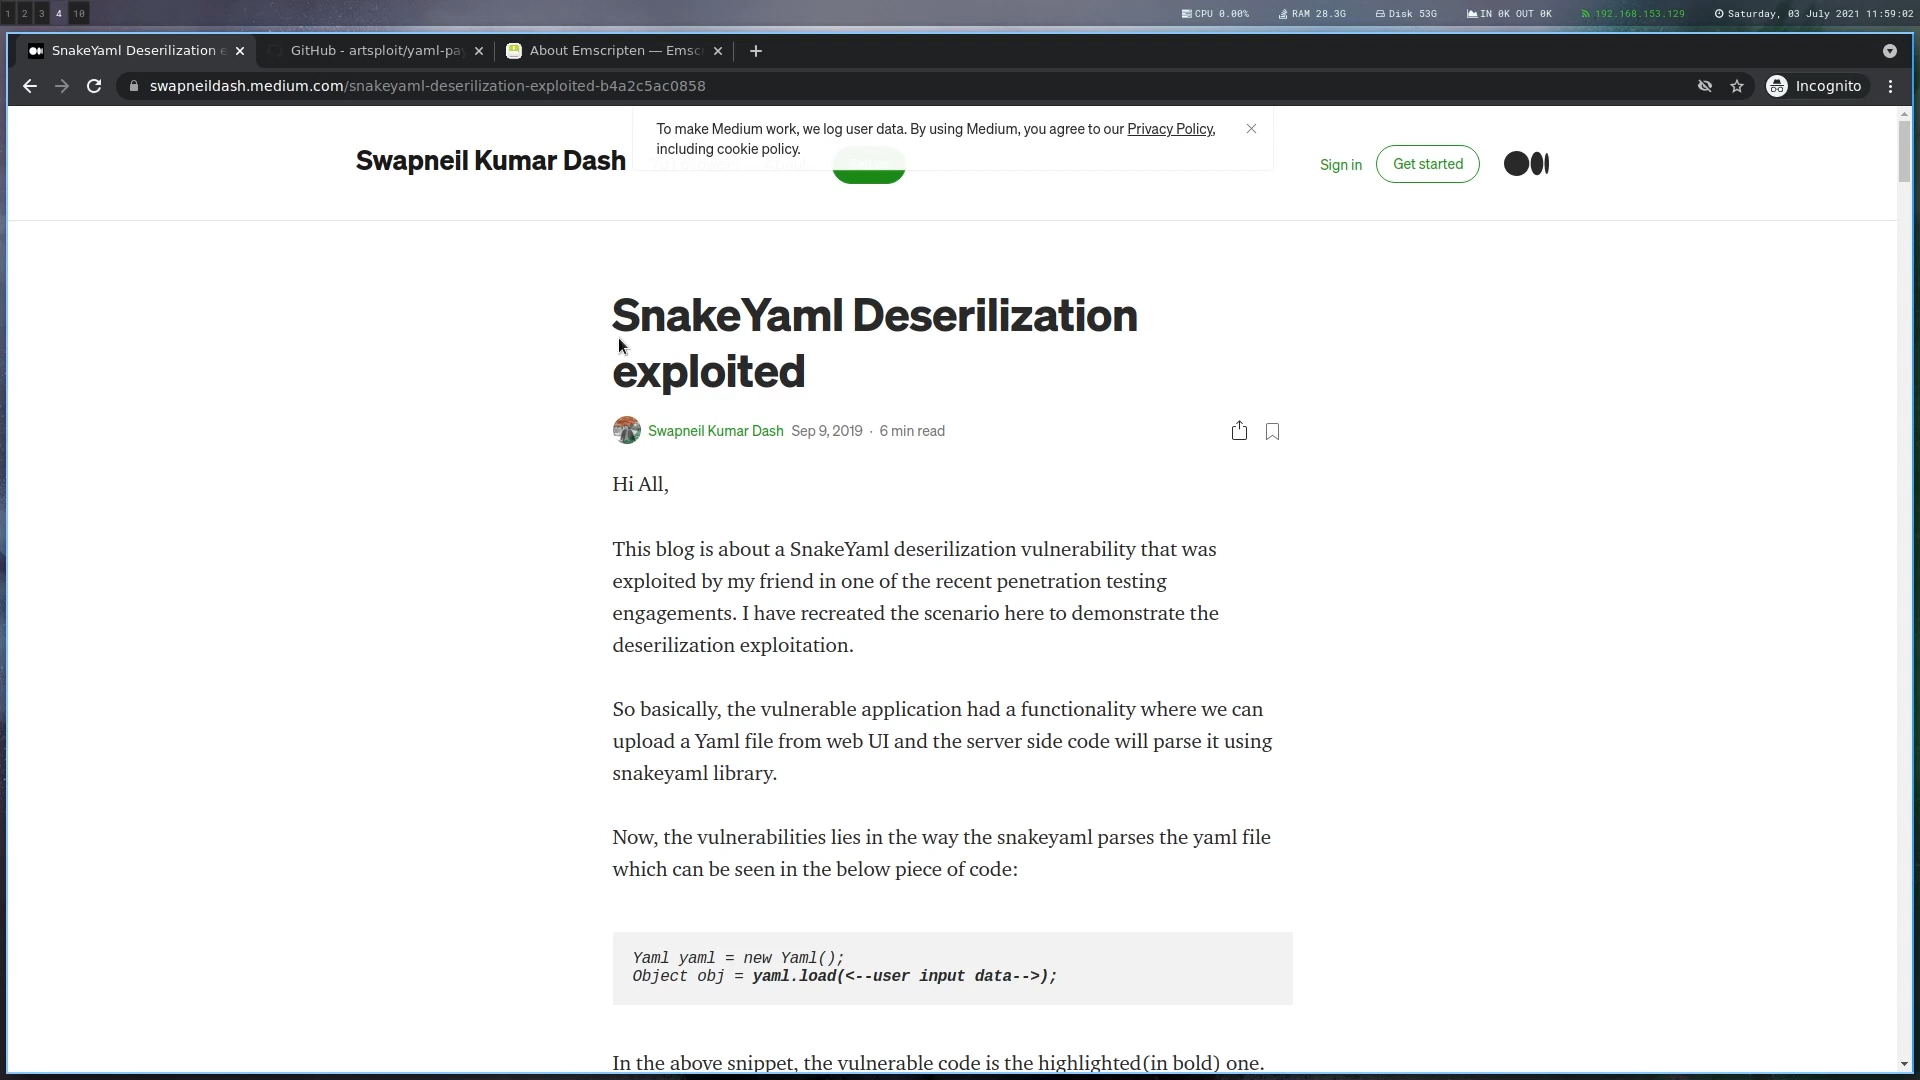 1 2 3 4 10
CPU 0.00% RAM 28.3G Disk 53G IN 0K OUT 0K 192.168.153.129 Saturday, 03 July 2021 11:59:02
SnakeYaml Deserilization e GitHub - artsploit/yaml-pa About Emscripten — Emsc
swapneildash.medium.com/snakeyaml-deserilization-exploited-b4a2c5ac0858 Incognito
To make Medium work, we log user data. By using Medium, you agree to our Privacy Policy,
including cookie policy.
Swapneil Kumar Dash
Sign in Get started
SnakeYaml Deserilization
exploited
Swapneil Kumar Dash Sep 9, 2019 · 6 min read
Hi All,
This blog is about a SnakeYaml deserilization vulnerability that was
exploited by my friend in one of the recent penetration testing
engagements. I have recreated the scenario here to demonstrate the
deserilization exploitation.
So basically, the vulnerable application had a functionality where we can
upload a Yaml file from web UI and the server side code will parse it using
snakeyaml library.
Now, the vulnerabilities lies in the way the snakeyaml parses the yaml file
which can be seen in the below piece of code:
Yaml yaml = new Yaml();
Object obj = yaml.load(<--user input data-->);
In the above snippet, the vulnerable code is the highlighted(in bold) one.